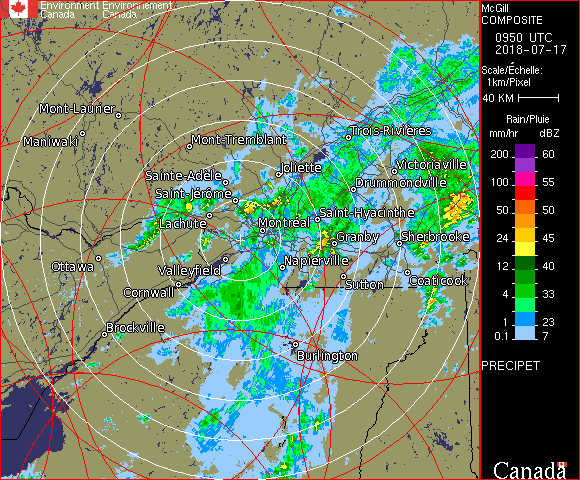 Environment Environnement
Canada Canada
McGill
COMPOSITE
0950 UTC
2018-07-17
Scale/Échelle:
1km/Pixel
40 KM
Rain/Pluie
mm/hr dBZ
200 60
100 55
50 50
24 45
12 40
8 33
4 33
1 23
0.1 7
PRECIPET
Canada
Mont-Laurier
Maniwaki
Mont-Tremblant
Trois-Rivières
Joliette
Victoriaville
Sainte-Adèle
Drummondville
Saint-Jérôme
Saint-Hyacinthe
Lachute
Montréal
Granby
Sherbrooke
Ottawa
Valleyfield
Napierville
Coaticook
Cornwall
Sutton
Brockville
Burlington